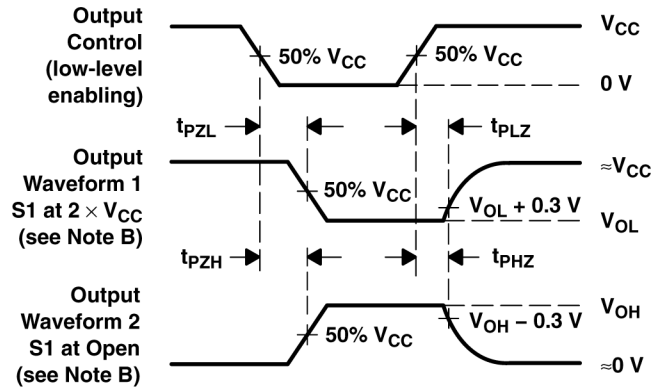 Output
Control
(low-level
enabling)
50% VCC
50% VCC
VCC
0 V
tPZL
tPLZ
Output
Waveform 1
S1 at 2 × VCC
(see Note B)
50% VCC
VOL + 0.3 V
≈VCC
VOL
tPZH
tPHZ
Output
Waveform 2
S1 at Open
(see Note B)
50% VCC
VOH − 0.3 V
VOH
≈0 V